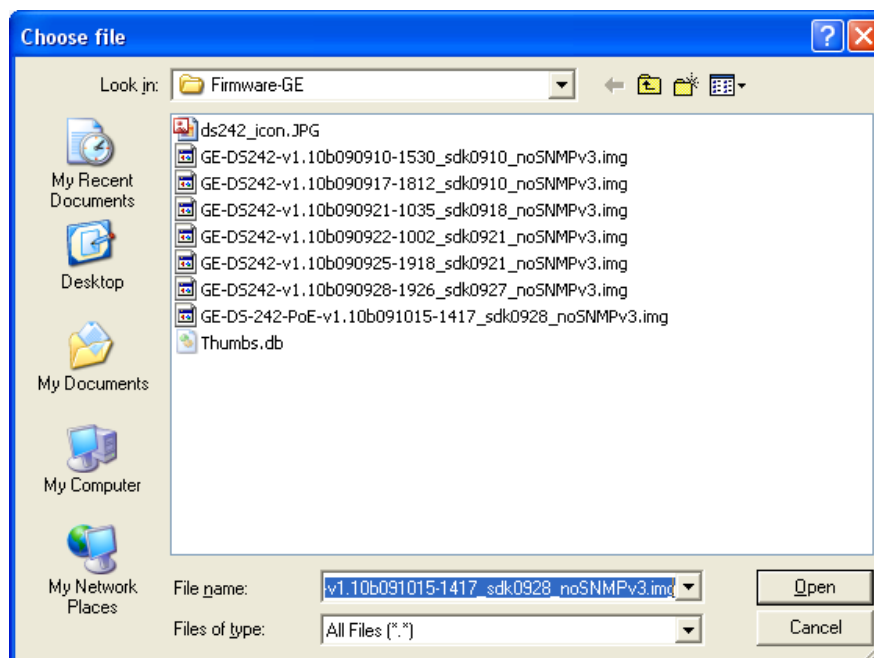 Choose file
Look in:
Firmware-GE
My Recent
Documents
Desktop
My Documents
My Computer
My Network
Places
ds242_icon.JPG
GE-DS242-v1.10b090910-1530_sdk0910_noSNMPv3.img
GE-DS242-v1.10b090917-1812_sdk0910_noSNMPv3.img
GE-DS242-v1.10b090921-1035_sdk0918_noSNMPv3.img
GE-DS242-v1.10b090922-1002_sdk0921_noSNMPv3.img
GE-DS242-v1.10b090925-1918_sdk0921_noSNMPv3.img
GE-DS242-v1.10b090928-1926_sdk0927_noSNMPv3.img
GE-DS-242-PoE-v1.10b091015-1417_sdk0928_noSNMPv3.img
Thumbs.db
File name:
-v1.10b091015-1417_sdk0928_noSNMPv3.img
Open
Files of type:
All Files (*.*)
Cancel